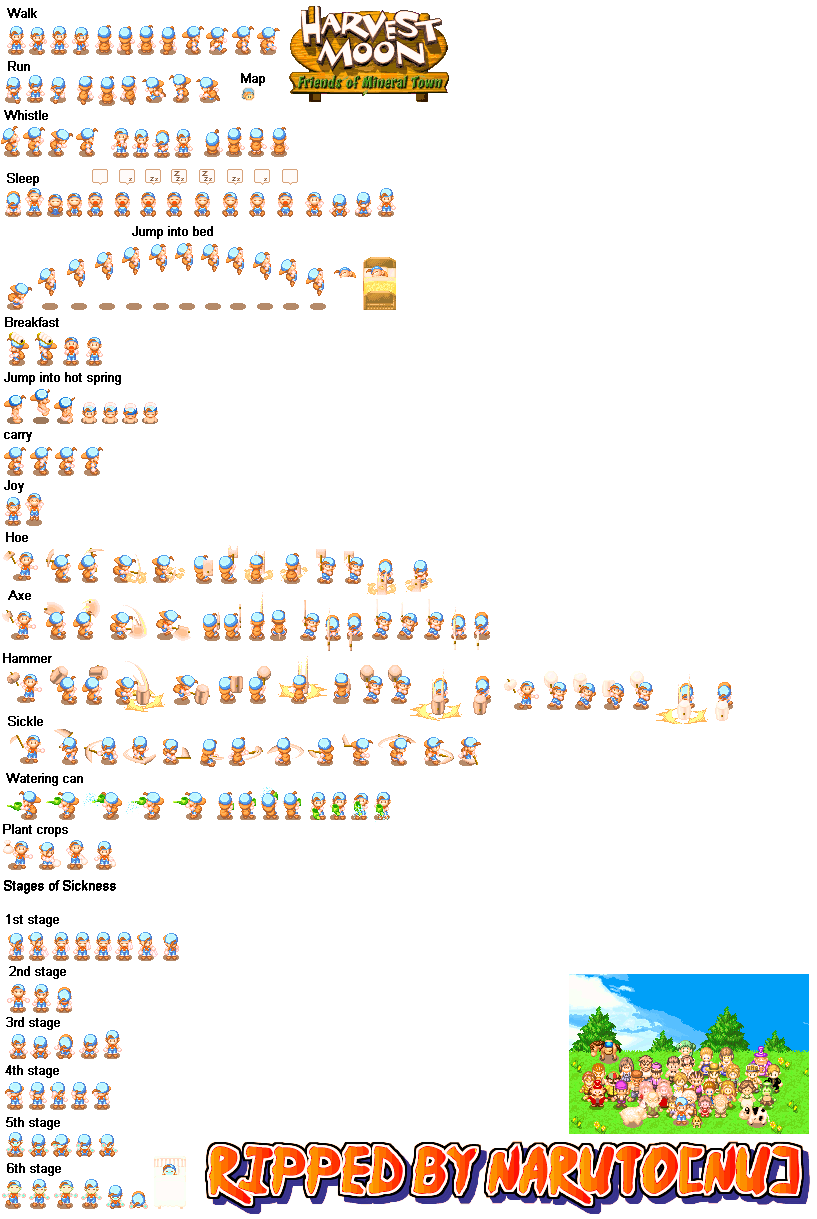 Walk
HARVEST
MOON
Friends of Mineral Town
Run
Map
Whistle
Sleep
z
z z
Z z z
Z z z
z z
z
Jump into bed
Breakfast
Jump into hot spring
carry
Joy
Hoe
Axe
Hammer
Sickle
Watering can
Plant crops
Stages of Sickness
1st stage
2nd stage
3rd stage
4th stage
5th stage
6th stage
RIPPED BY NARUTO[NU]